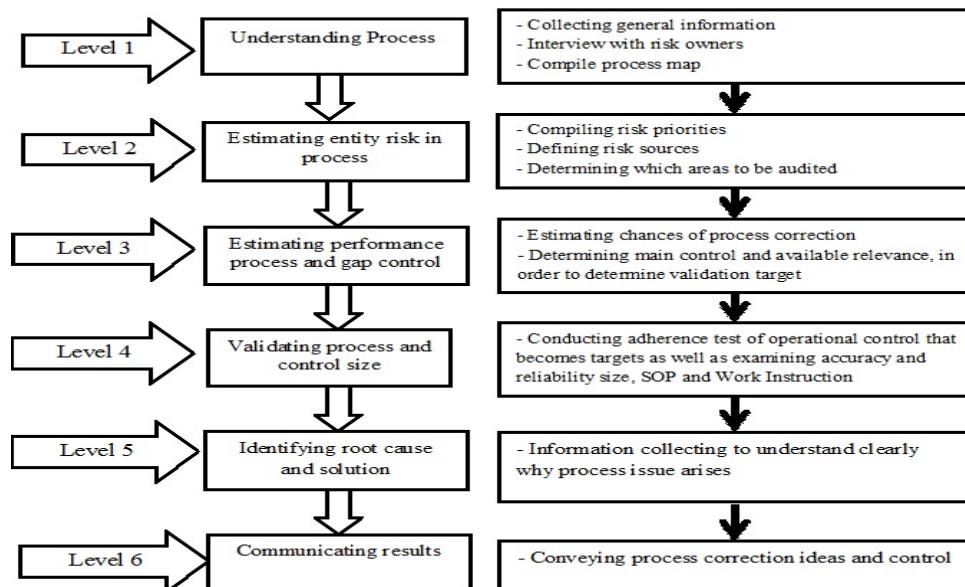 Level 1
Understanding Process
- Collecting general information
- Interview with risk owners
- Compile process map
Level 2
Estimating entity risk in
process
- Compiling risk priorities
- Defining risk sources
- Determining which areas to be audited
Level 3
Estimating performance
process and gap control
- Estimating chances of process correction
- Determining main control and available relevance, in
order to determine validation target
Level 4
Validating process and
control size
- Conducting adherence test of operational control that
becomes targets as well as examining accuracy and
reliability size, SOP and Work Instruction
Level 5
Identifying root cause
and solution
- Information collecting to understand clearly
why process issue arises
Level 6
Communicating results
- Conveying process correction ideas and control